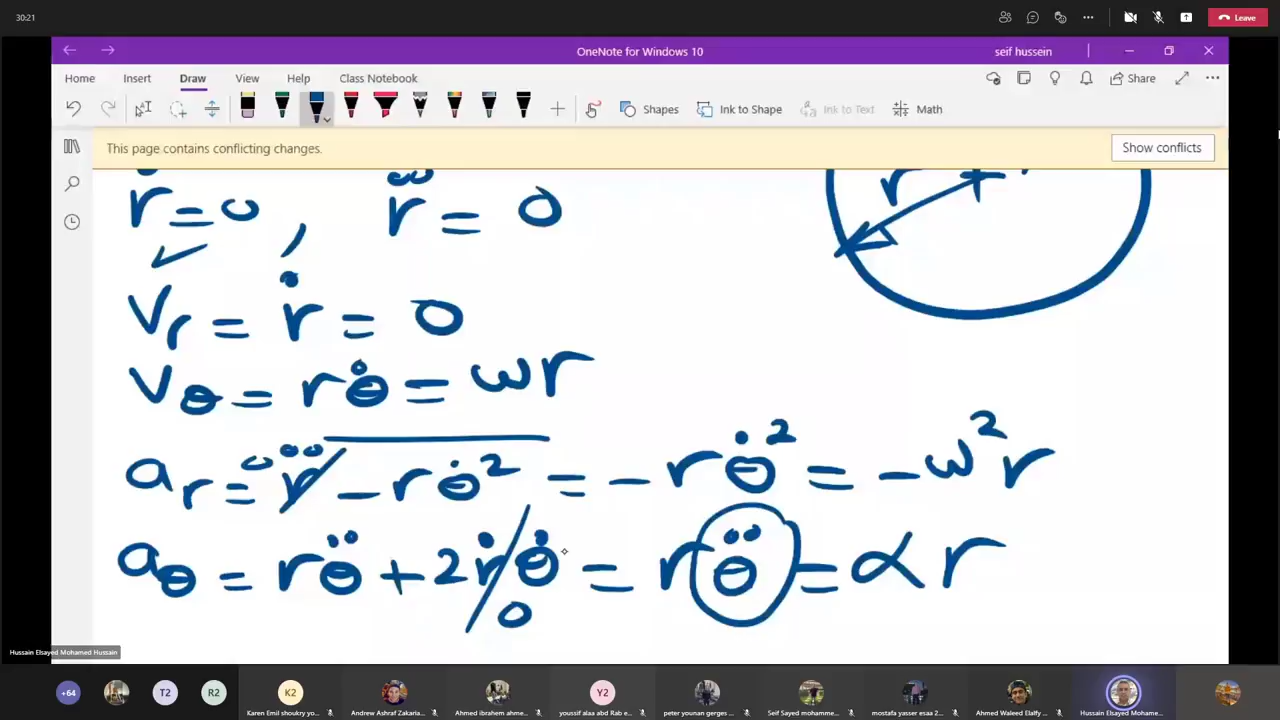 30:21
Leave
OneNote for Windows 10
seif hussein
Home Insert Draw View Help Class Notebook
Share
Shapes Ink to Shape Ink to Text Math
This page contains conflicting changes.
Show conflicts
ṙ = 0 , r̈ = 0
r
V_r = ṙ = 0
V_θ = rθ̇ = ωr
a_r = r̈ - rθ̇² = - rθ̇² = - ω²r
a_θ = rθ̈ + 2ṙθ̇ = rθ̈ = αr
0
Hussain Elsayed Mohamed Hussain
+64 T2 R2 K2 Y2
Karen Emil shoukry yo... Andrew Ashraf Zakaria... Ahmed ibrahem ahme... youssif alaa abd Rab e... peter younan gerges ... Seif Sayed mohamme... mostafa yasser esaa 2... Ahmed Waleed Elalfy ... Hussain Elsayed Mohame...